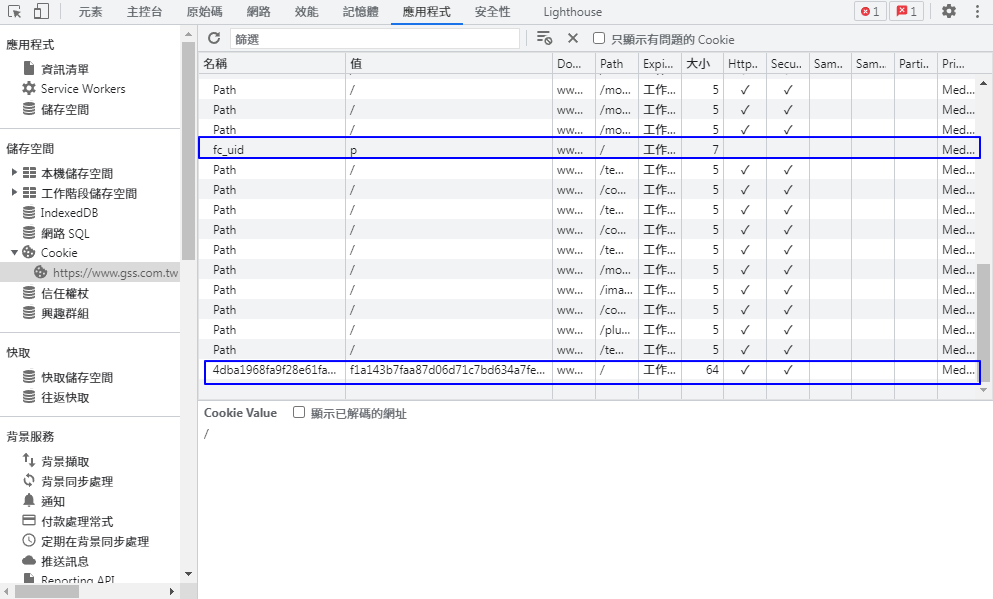 元素 主控台 原始碼 網路 效能 記憶體 應用程式 安全性 Lighthouse 1 1
應用程式
資訊清單
Service Workers
儲存空間
儲存空間
本機儲存空間
工作階段儲存空間
IndexedDB
網路 SQL
Cookie
https://www.gss.com.tw
信任權杖
興趣群組
快取
快取儲存空間
往返快取
背景服務
背景擷取
背景同步處理
通知
付款處理常式
定期在背景同步處理
推送訊息
Reporting API
篩選 只顯示有問題的 Cookie
名稱 值 Do... Path Expi... 大小 Http.. Secu.. Sam.. Sam... Parti.. Pri...
Path / ww... /mo... 工作... 5 ✓ ✓ Med...
Path / ww... /mo... 工作... 5 ✓ ✓ Med...
Path / ww... /mo... 工作... 5 ✓ ✓ Med...
fc_uid p ww... / 工作... 7 Med...
Path / ww... /te... 工作... 5 ✓ ✓ Med...
Path / ww... /co... 工作... 5 ✓ ✓ Med...
Path / ww... /te... 工作... 5 ✓ ✓ Med...
Path / ww... /co... 工作... 5 ✓ ✓ Med...
Path / ww... /te... 工作... 5 ✓ ✓ Med...
Path / ww... /mo... 工作... 5 ✓ ✓ Med...
Path / ww... /ima... 工作... 5 ✓ ✓ Med...
Path / ww... /co... 工作... 5 ✓ ✓ Med...
Path / ww... /plu... 工作... 5 ✓ ✓ Med...
Path / ww... /te... 工作... 5 ✓ ✓ Med...
4dba1968fa9f28e61fa... f1a143b7faa87d06d71c7bd634a7fe... ww... / 工作... 64 ✓ ✓ Med...
Cookie Value 顯示已解碼的網址
/